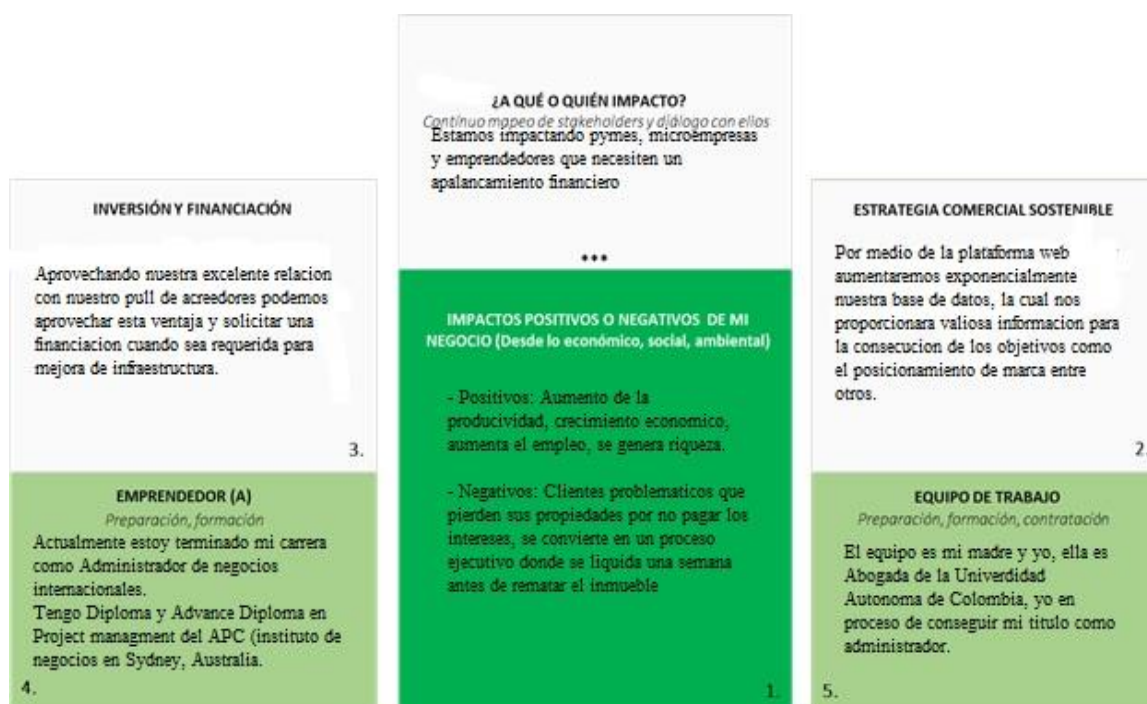 ¿A QUÉ O QUIÉN IMPACTO?
Contínuo mapeo de stakeholders y diálogo con ellos
Estamos impactando pymes, microempresas
y emprendedores que necesiten un
apalancamiento financiero
...
IMPACTOS POSITIVOS O NEGATIVOS DE MI
NEGOCIO (Desde lo económico, social, ambiental)
- Positivos: Aumento de la
producividad, crecimiento economico,
aumenta el empleo, se genera riqueza.
- Negativos: Clientes problematicos que
pierden sus propiedades por no pagar los
intereses, se convierte en un proceso
ejecutivo donde se liquida una semana
antes de rematar el inmueble
1.
ESTRATEGIA COMERCIAL SOSTENIBLE
Por medio de la plataforma web
aumentaremos exponencialmente
nuestra base de datos, la cual nos
proporcionara valiosa informacion para
la consecucion de los objetivos como
el posicionamiento de marca entre
otros.
2.
INVERSIÓN Y FINANCIACIÓN
Aprovechando nuestra excelente relacion
con nuestro pull de acreedores podemos
aprovechar esta ventaja y solicitar una
financiacion cuando sea requerida para
mejora de infraestructura.
3.
EMPRENDEDOR (A)
Preparación, formación
Actualmente estoy terminado mi carrera
como Administrador de negocios
internacionales.
Tengo Diploma y Advance Diploma en
Project managment del APC (instituto de
negocios en Sydney, Australia.
4.
EQUIPO DE TRABAJO
Preparación, formación, contratación
El equipo es mi madre y yo, ella es
Abogada de la Univerdidad
Autonoma de Colombia, yo en
proceso de conseguir mi titulo como
administrador.
5.